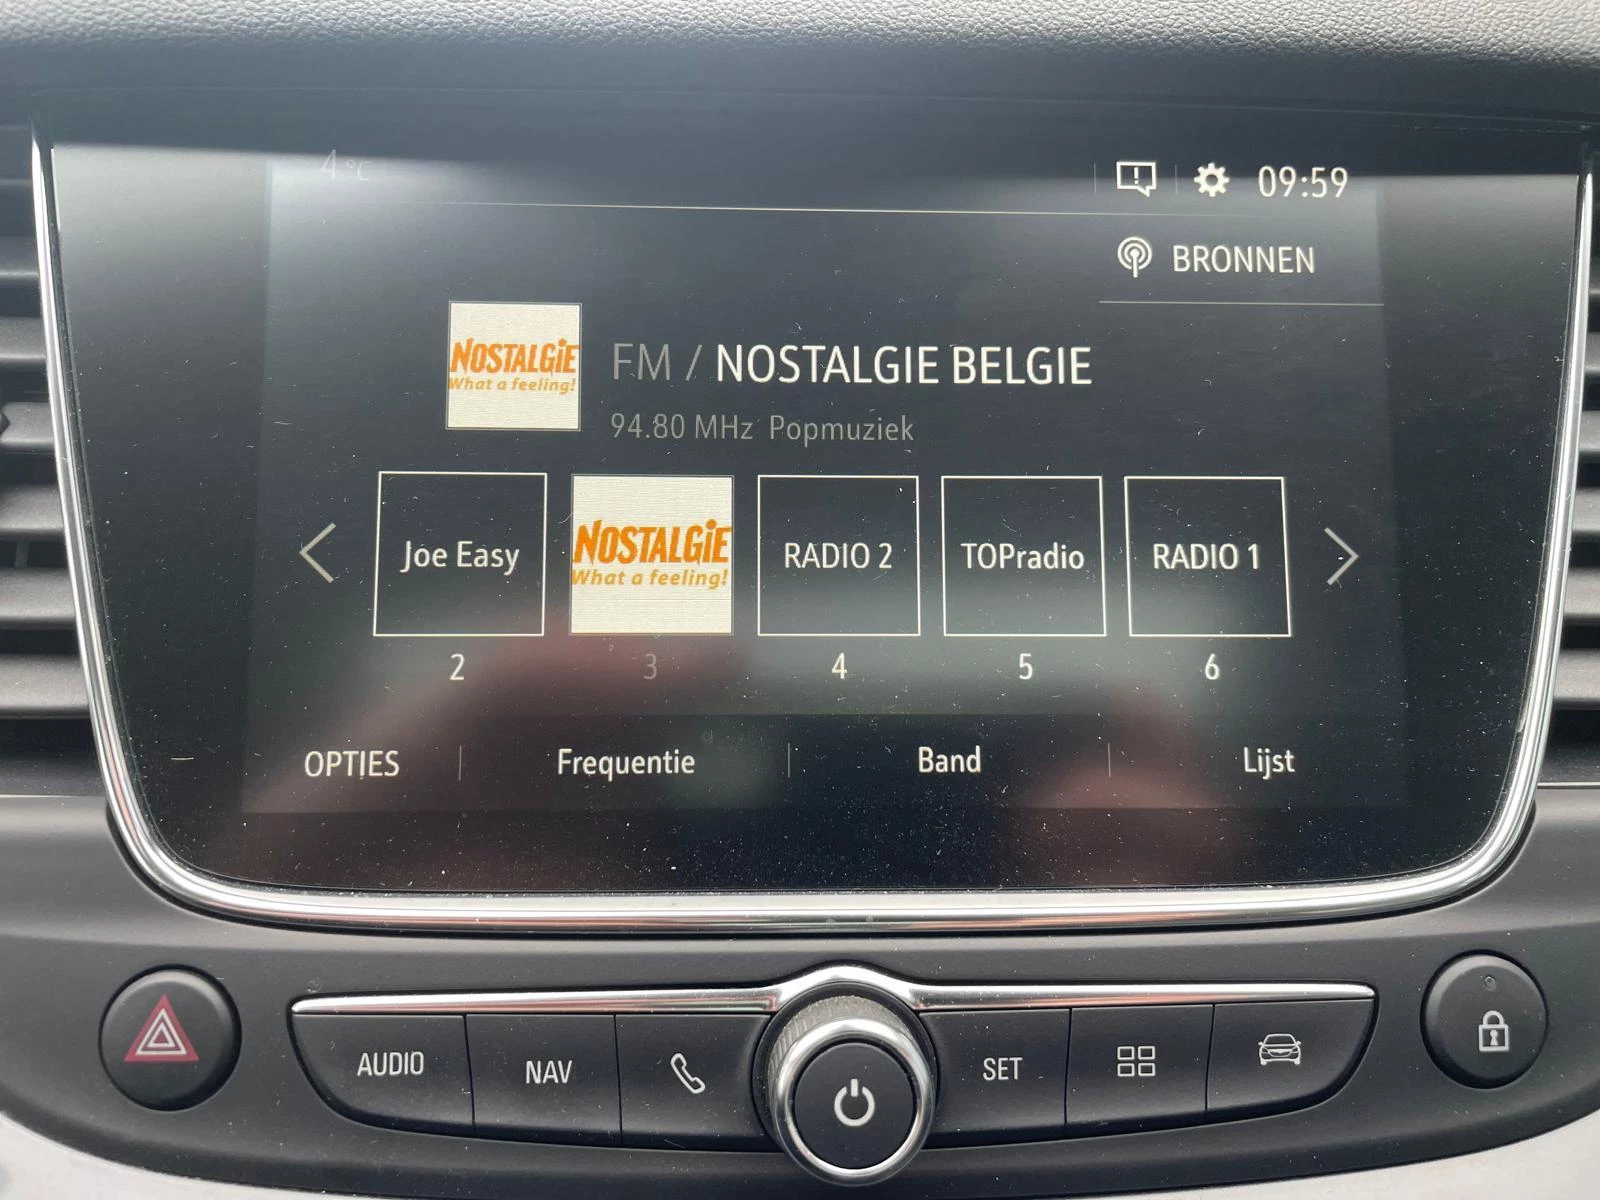 4°C
09:59
BRONNEN
NOSTALGIE
What a feeling!
FM / NOSTALGIE BELGIE
94.80 MHz Popmuziek
Joe Easy
NOSTALGIE
What a feeling!
RADIO 2
TOPradio
RADIO 1
2
3
4
5
6
OPTIES
Frequentie
Band
Lijst
AUDIO
NAV
SET